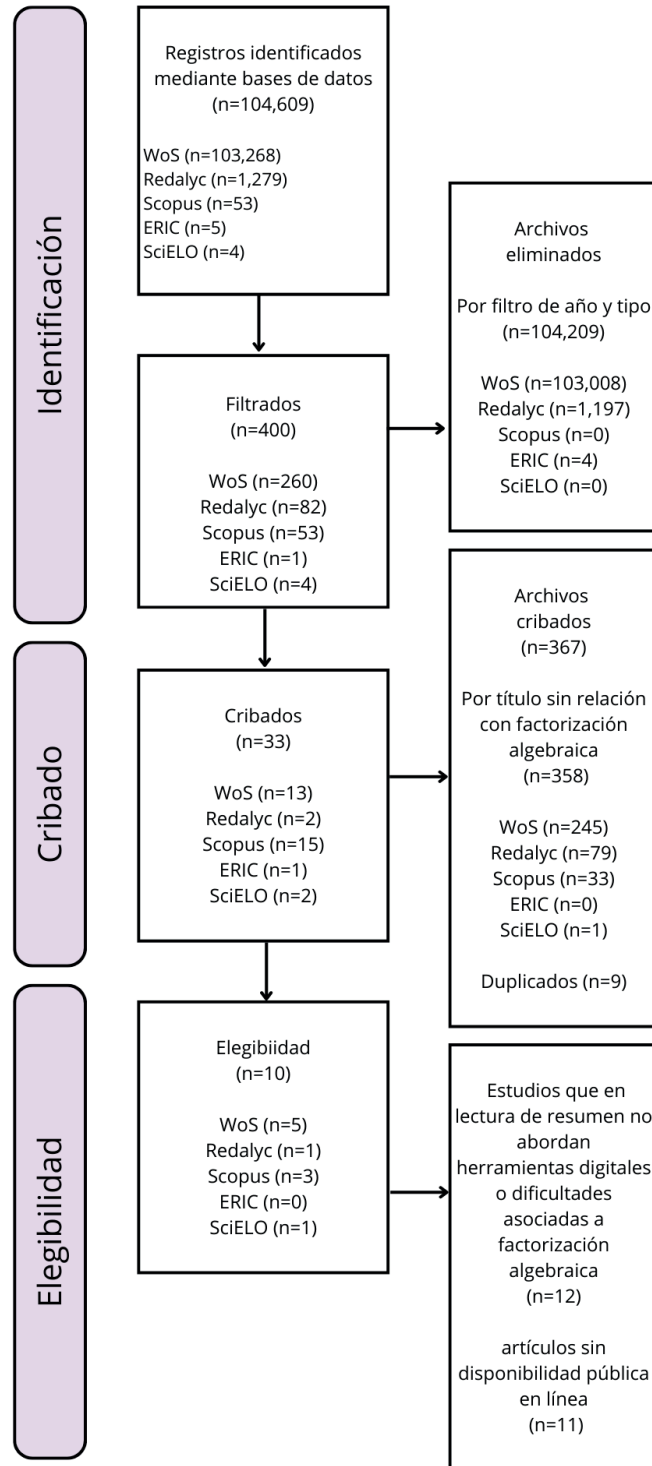 Identificación
Registros identificados
mediante bases de datos
(n=104,609)
WoS (n=103,268)
Redalyc (n=1,279)
Scopus (n=53)
ERIC (n=5)
SciELO (n=4)
Archivos
eliminados
Por filtro de año y tipo
(n=104,209)
WoS (n=103,008)
Redalyc (n=1,197)
Scopus (n=0)
ERIC (n=4)
SciELO (n=0)
Filtrados
(n=400)
WoS (n=260)
Redalyc (n=82)
Scopus (n=53)
ERIC (n=1)
SciELO (n=4)
Cribado
Cribados
(n=33)
WoS (n=13)
Redalyc (n=2)
Scopus (n=15)
ERIC (n=1)
SciELO (n=2)
Archivos
cribados
(n=367)
Por título sin relación
con factorización
algebraica
(n=358)
WoS (n=245)
Redalyc (n=79)
Scopus (n=33)
ERIC (n=0)
SciELO (n=1)
Duplicados (n=9)
Elegibilidad
Elegibiidad
(n=10)
WoS (n=5)
Redalyc (n=1)
Scopus (n=3)
ERIC (n=0)
SciELO (n=1)
Estudios que en
lectura de resumen no
abordan
herramientas digitales
o dificultades
asociadas a
factorización
algebraica
(n=12)
artículos sin
disponibilidad pública
en línea
(n=11)